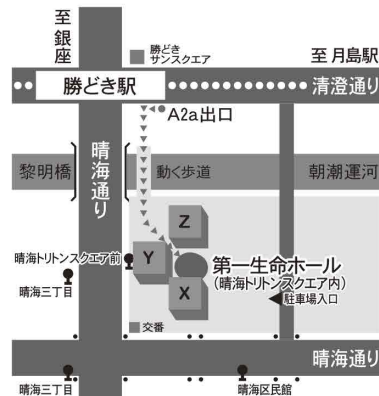 至銀座
勝どき
サンスクエア
至 月島駅
勝どき駅
清澄通り
A2a出口
黎明橋
晴海通り
動く歩道
朝潮運河
Z
晴海トリトンスクエア前
Y
第一生命ホール
(晴海トリトンスクエア内)
X
駐車場入口
晴海三丁目
交番
晴海通り
晴海三丁目
晴海区民館